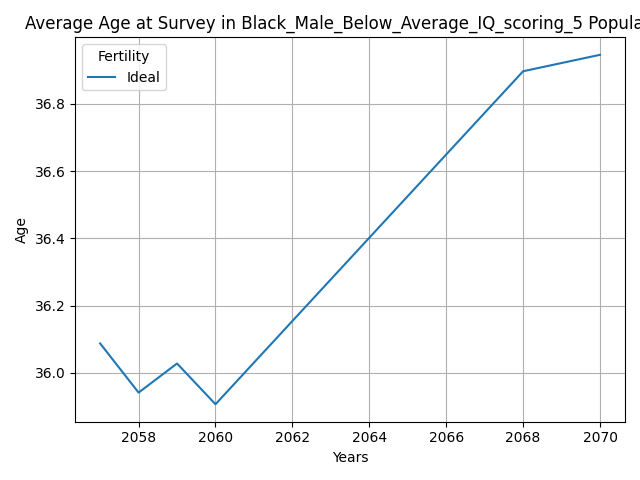 Average Age at Survey in Black_Male_Below_Average_IQ_scoring_5 Popula
Fertility
Ideal
36.8
36.6
36.4
36.2
36.0
Age
2058 2060 2062 2064 2066 2068 2070
Years